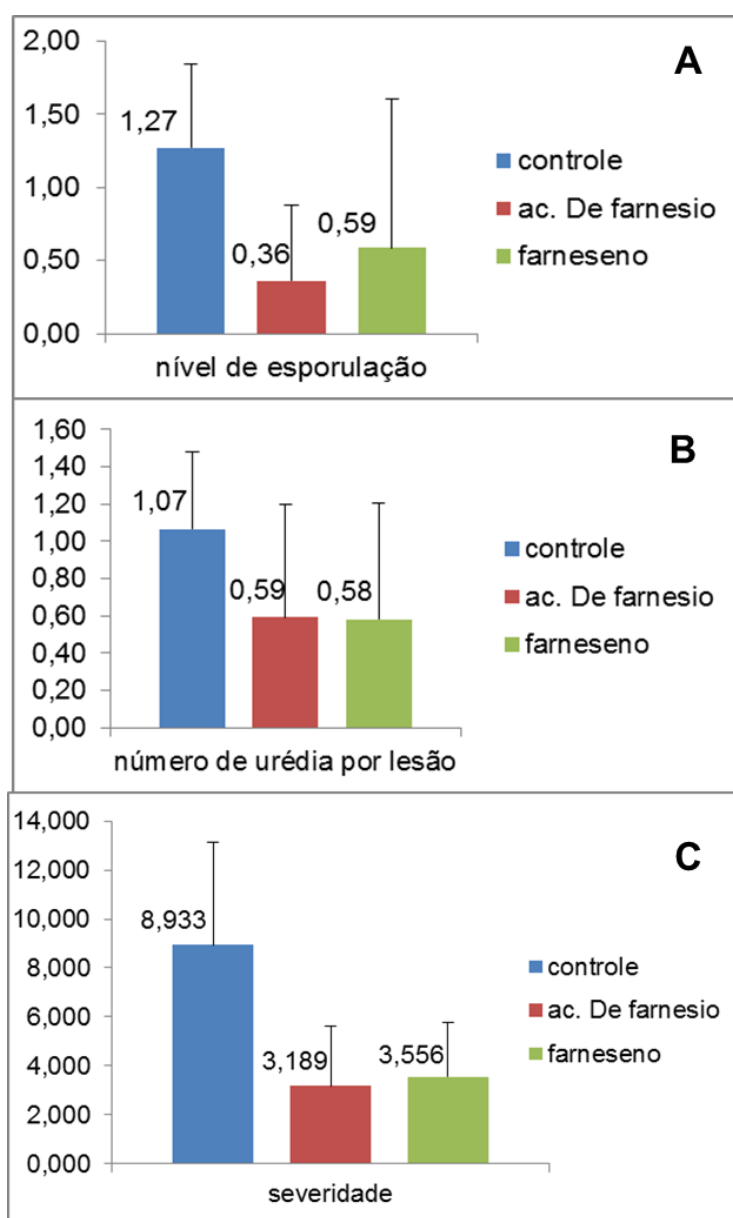 A
2,00
1,50
1,00
0,50
0,00
1,27
0,36
0,59
controle
ac. De farnesio
farneseno
nível de esporulação
B
1,60
1,40
1,20
1,00
0,80
0,60
0,40
0,20
0,00
1,07
0,59
0,58
controle
ac. De farnesio
farneseno
número de urédia por lesão
C
14,000
12,000
10,000
8,000
6,000
4,000
2,000
0,000
8,933
3,189
3,556
controle
ac. De farnesio
farneseno
severidade